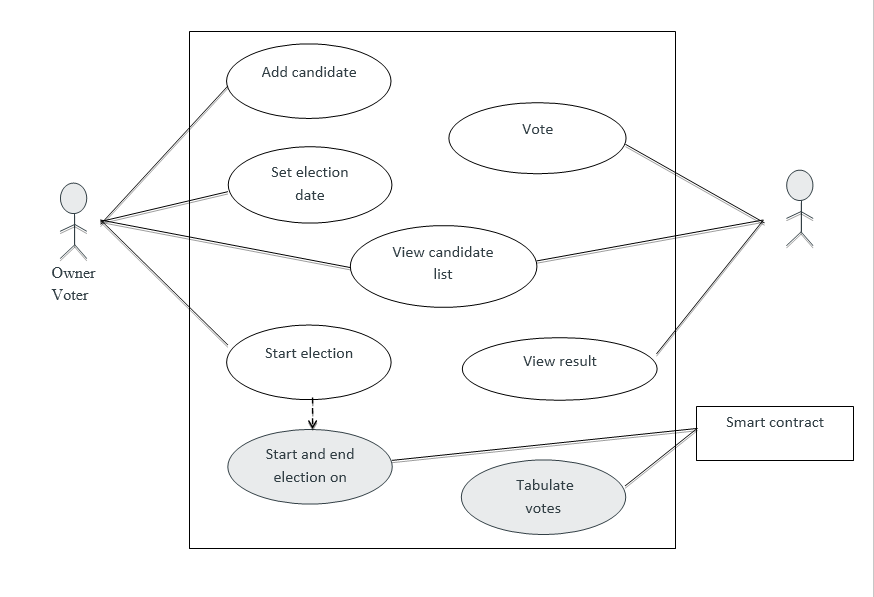 Add candidate
Vote
Set election
date
View candidate
list
Owner
Voter
Start election
View result
Smart contract
Start and end
election on
Tabulate
votes